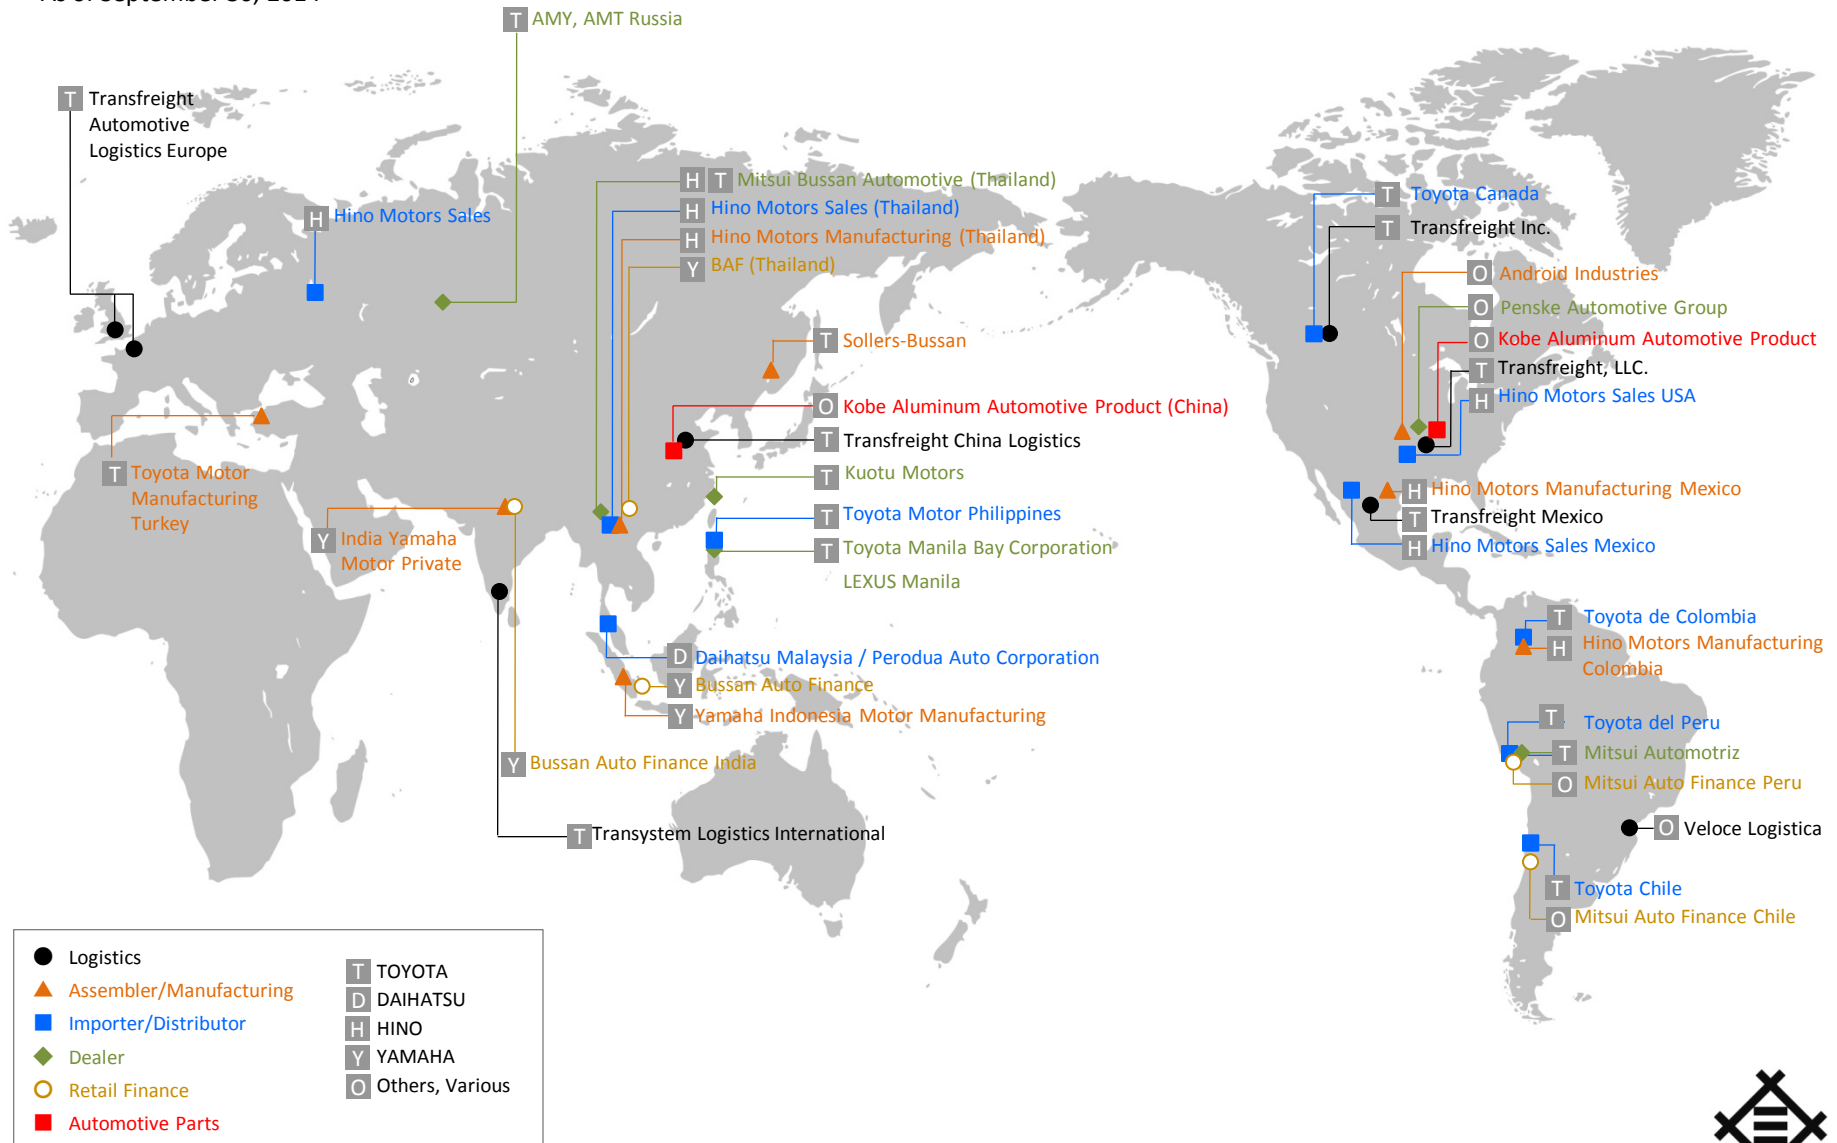 T AMY, AMT Russia
T Transfreight
Automotive
Logistics Europe
H Hino Motors Sales
H T Mitsui Bussan Automotive (Thailand)
H Hino Motors Sales (Thailand)
H Hino Motors Manufacturing (Thailand)
Y BAF (Thailand)
T Sollers-Bussan
O Kobe Aluminum Automotive Product (China)
T Transfreight China Logistics
T Kuotu Motors
T Toyota Motor Philippines
T Toyota Manila Bay Corporation
LEXUS Manila
T Toyota Motor
Manufacturing
Turkey
Y India Yamaha
Motor Private
D Daihatsu Malaysia / Perodua Auto Corporation
Y Bussan Auto Finance
Y Yamaha Indonesia Motor Manufacturing
Y Bussan Auto Finance India
T Transystem Logistics International
T Toyota Canada
T Transfreight Inc.
O Android Industries
O Penske Automotive Group
O Kobe Aluminum Automotive Product
T Transfreight, LLC.
H Hino Motors Sales USA
H Hino Motors Manufacturing Mexico
T Transfreight Mexico
H Hino Motors Sales Mexico
T Toyota de Colombia
H Hino Motors Manufacturing
Colombia
T Toyota del Peru
T Mitsui Automotriz
O Mitsui Auto Finance Peru
O Veloce Logistica
T Toyota Chile
O Mitsui Auto Finance Chile
Logistics
Assembler/Manufacturing
Importer/Distributor
Dealer
Retail Finance
Automotive Parts
T TOYOTA
D DAIHATSU
H HINO
Y YAMAHA
O Others, Various